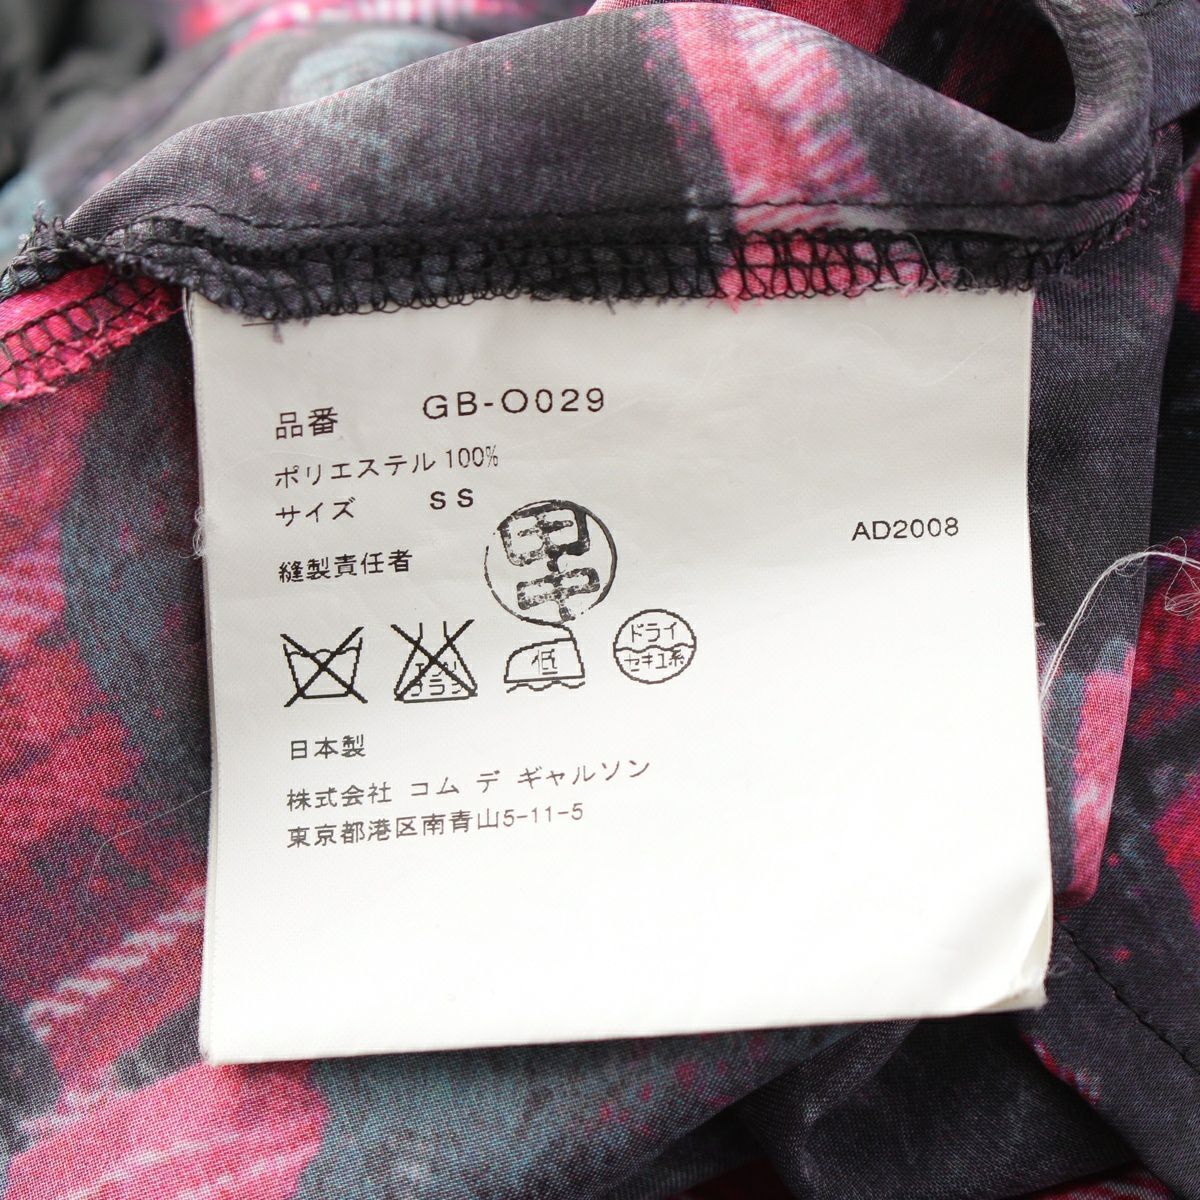 品番 GB-O029
ポリエステル 100%
サイズ SS
縫製責任者
AD2008
低
ドライ
セキユ系
日本製
株式会社 コム デ ギャルソン
東京都港区南青山5-11-5